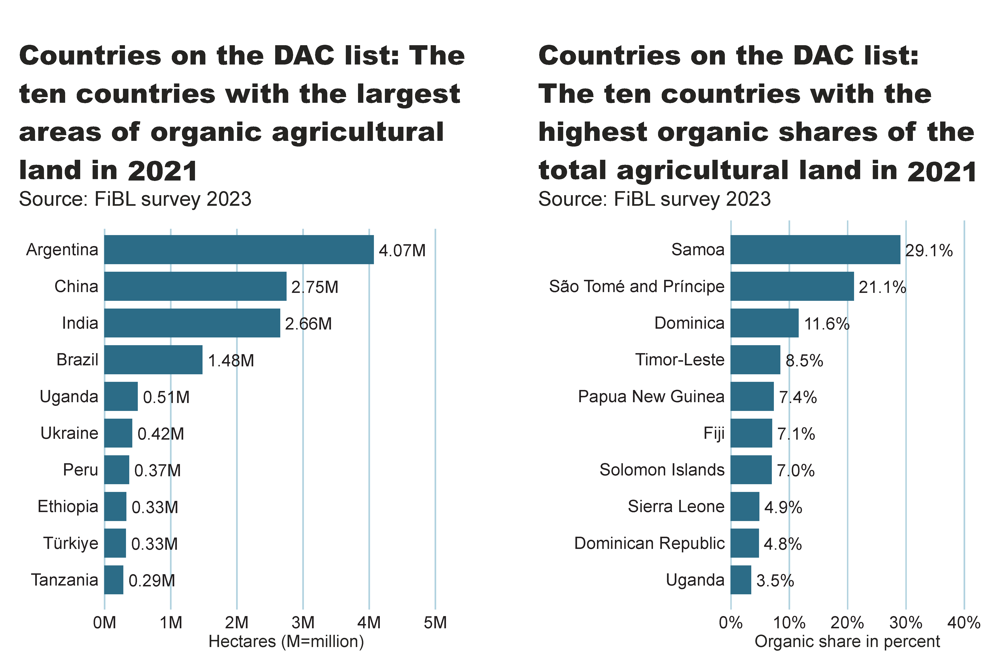 Countries on the DAC list: The
ten countries with the largest
areas of organic agricultural
land in 2021
Source: FiBL survey 2023
Argentina 4.07M
China 2.75M
India 2.66M
Brazil 1.48M
Uganda 0.51M
Ukraine 0.42M
Peru 0.37M
Ethiopia 0.33M
Türkiye 0.33M
Tanzania 0.29M
0M 1M 2M 3M 4M 5M
Hectares (M=million)
Countries on the DAC list:
The ten countries with the
highest organic shares of the
total agricultural land in 2021
Source: FiBL survey 2023
Samoa 29.1%
São Tomé and Príncipe 21.1%
Dominica 11.6%
Timor-Leste 8.5%
Papua New Guinea 7.4%
Fiji 7.1%
Solomon Islands 7.0%
Sierra Leone 4.9%
Dominican Republic 4.8%
Uganda 3.5%
0% 10% 20% 30% 40%
Organic share in percent